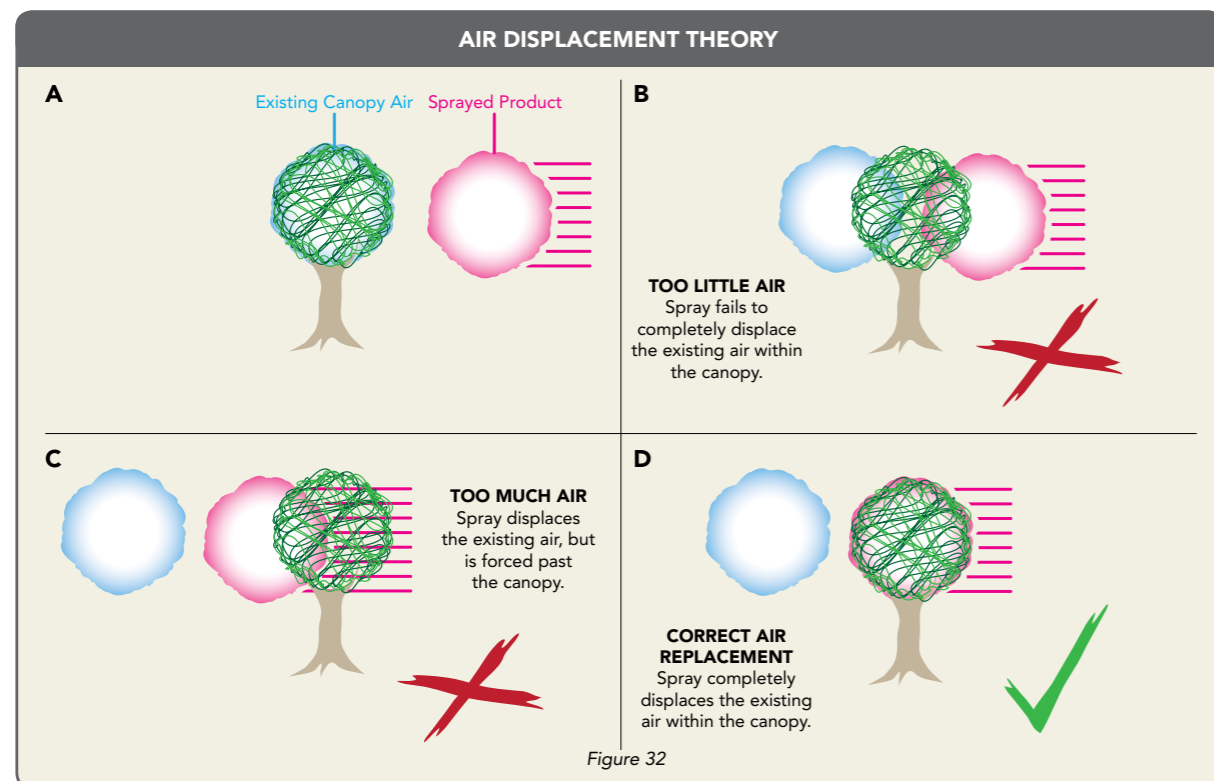 AIR DISPLACEMENT THEORY
A
Existing Canopy Air
Sprayed Product
B
TOO LITTLE AIR
Spray fails to
completely displace
the existing air within
the canopy.
C
TOO MUCH AIR
Spray displaces
the existing air, but
is forced past
the canopy.
D
CORRECT AIR
REPLACEMENT
Spray completely
displaces the existing
air within the canopy.
Figure 32